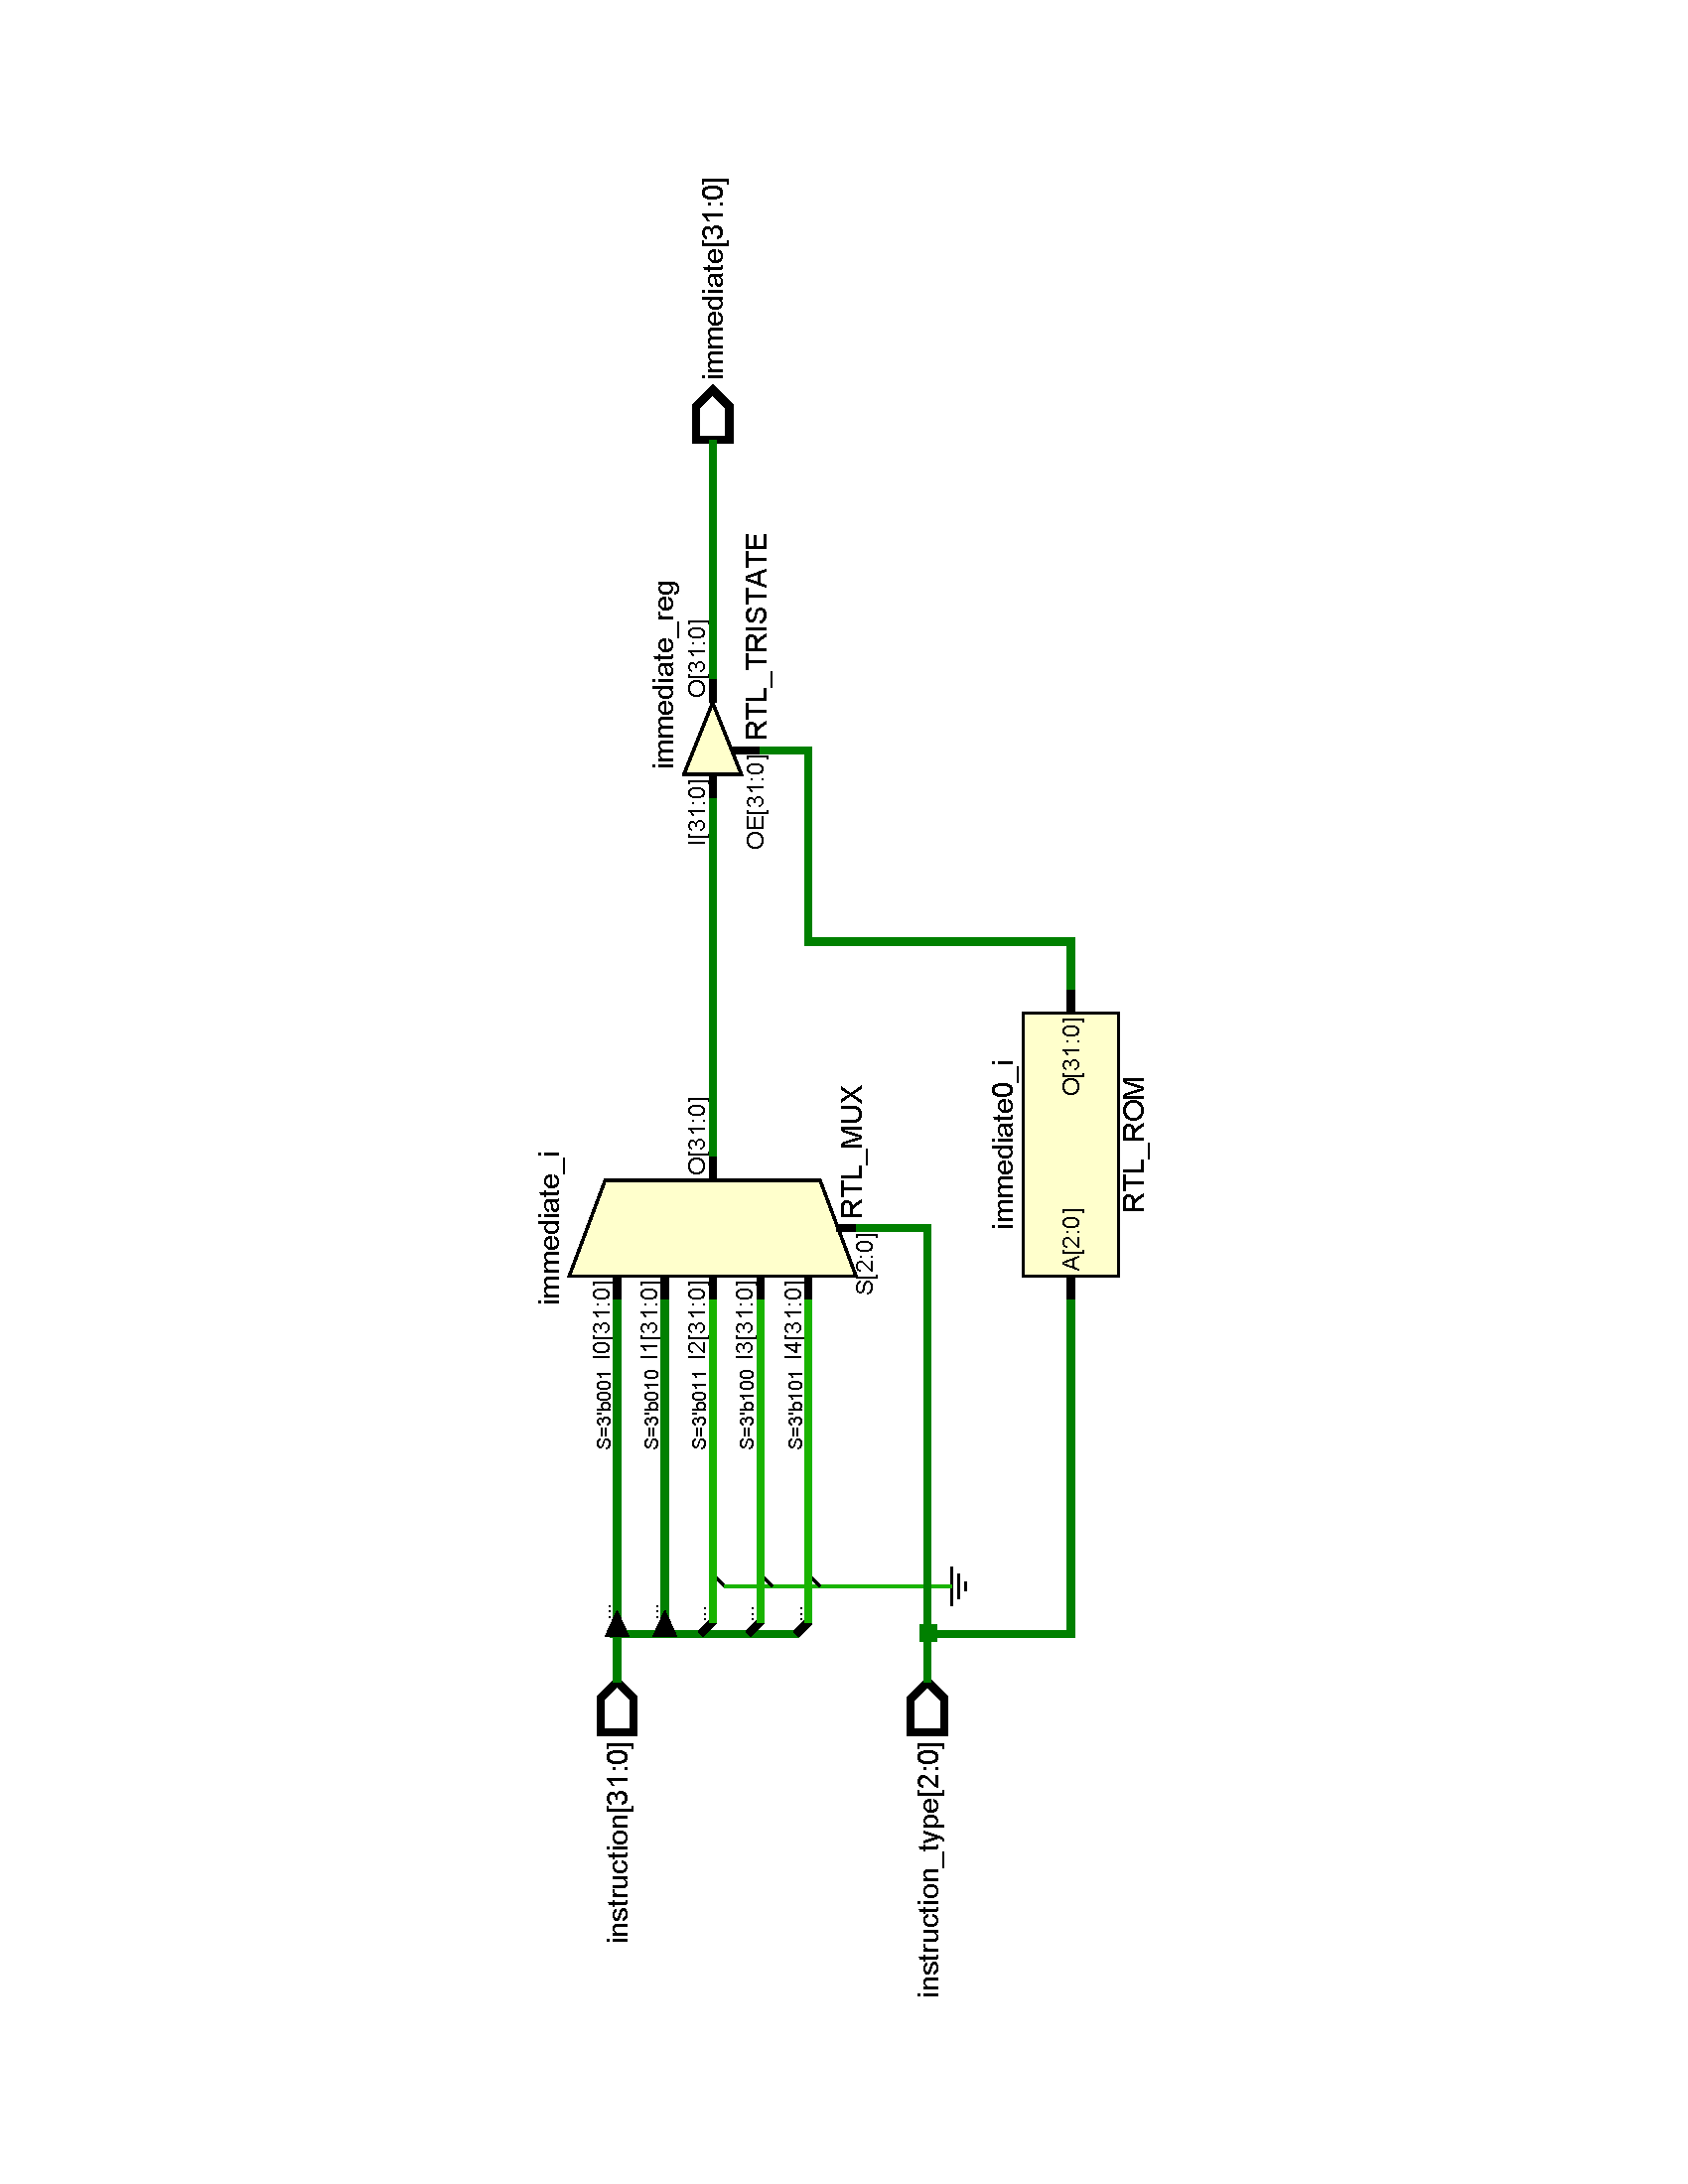 instruction[31:0]
instruction_type[2:0]
immediate_i
S=3'b001 I0[31:0]
S=3'b010 I1[31:0]
S=3'b011 I2[31:0]
S=3'b100 I3[31:0]
S=3'b101 I4[31:0]
S[2:0]
O[31:0]
RTL_MUX
immediate0_i
A[2:0]
O[31:0]
RTL_ROM
immediate_reg
I[31:0]
OE[31:0]
O[31:0]
RTL_TRISTATE
immediate[31:0]
...
...
...
...
...